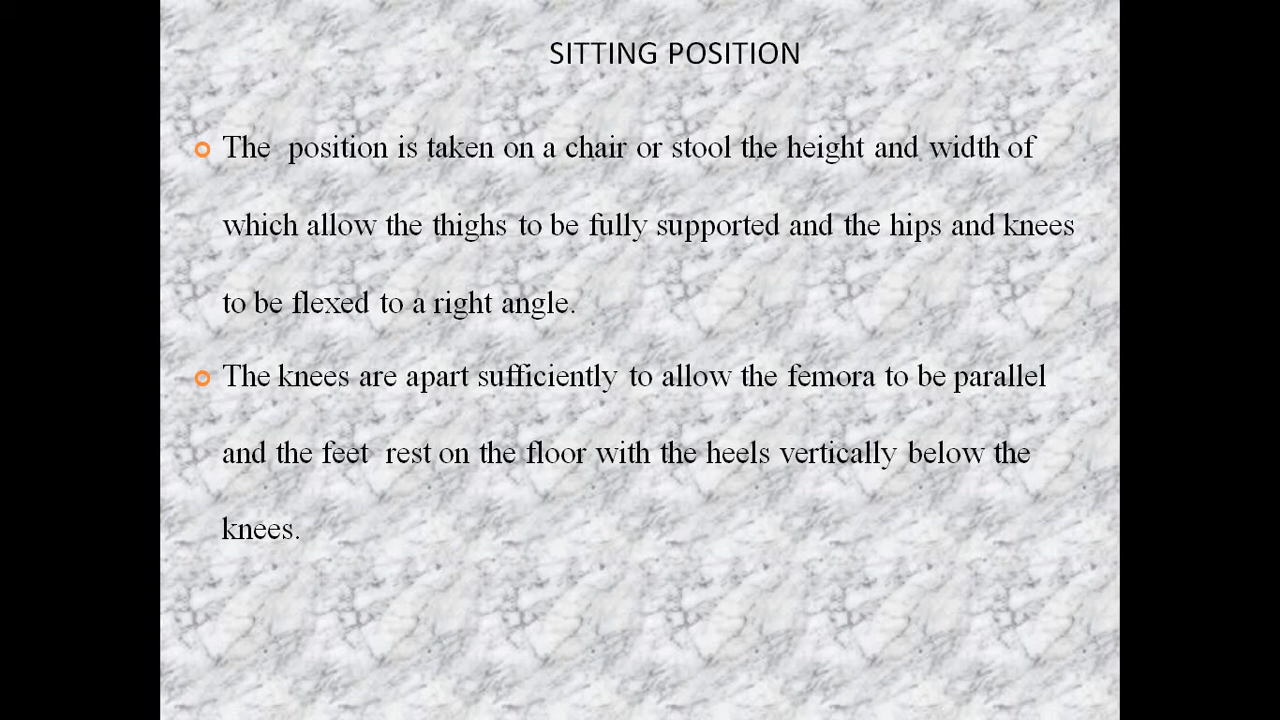 SITTING POSITION
The position is taken on a chair or stool the height and width of
which allow the thighs to be fully supported and the hips and knees
to be flexed to a right angle.
The knees are apart sufficiently to allow the femora to be parallel
and the feet rest on the floor with the heels vertically below the
knees.